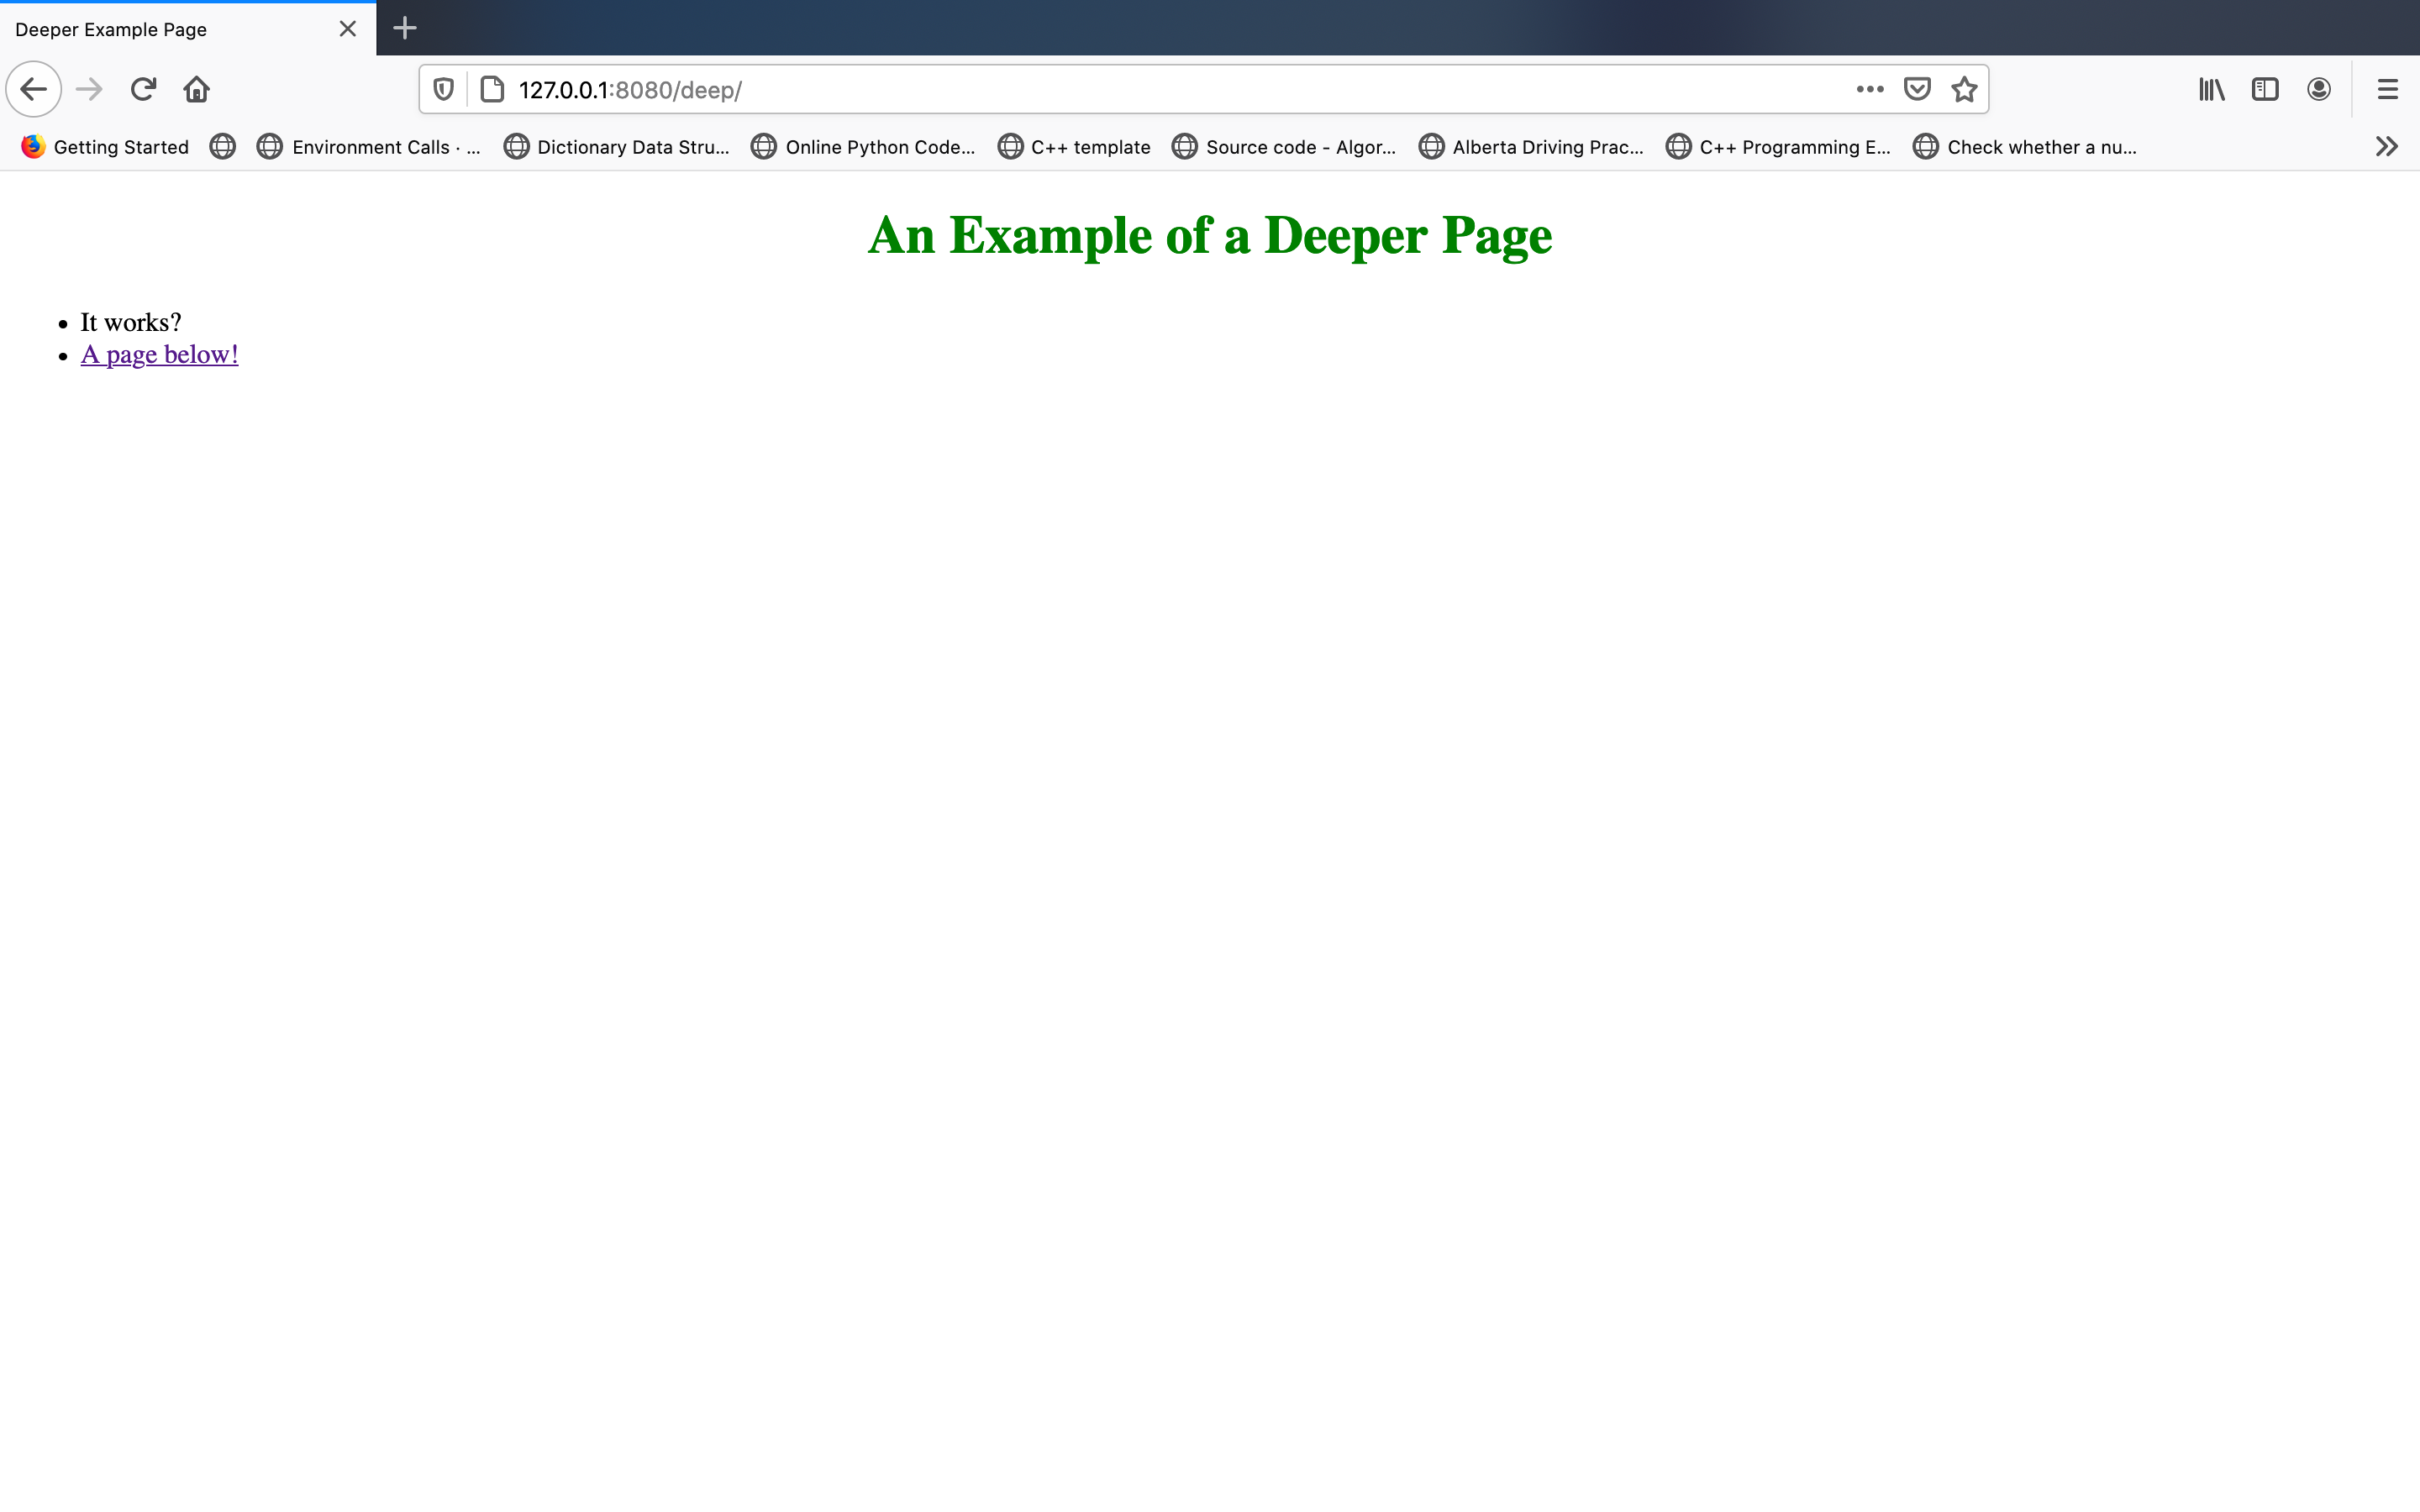 Deeper Example Page
127.0.0.1:8080/deep/
Getting Started Environment Calls · ... Dictionary Data Stru... Online Python Code... C++ template Source code - Algor... Alberta Driving Prac... C++ Programming E... Check whether a nu...
An Example of a Deeper Page
• It works?
• A page below!